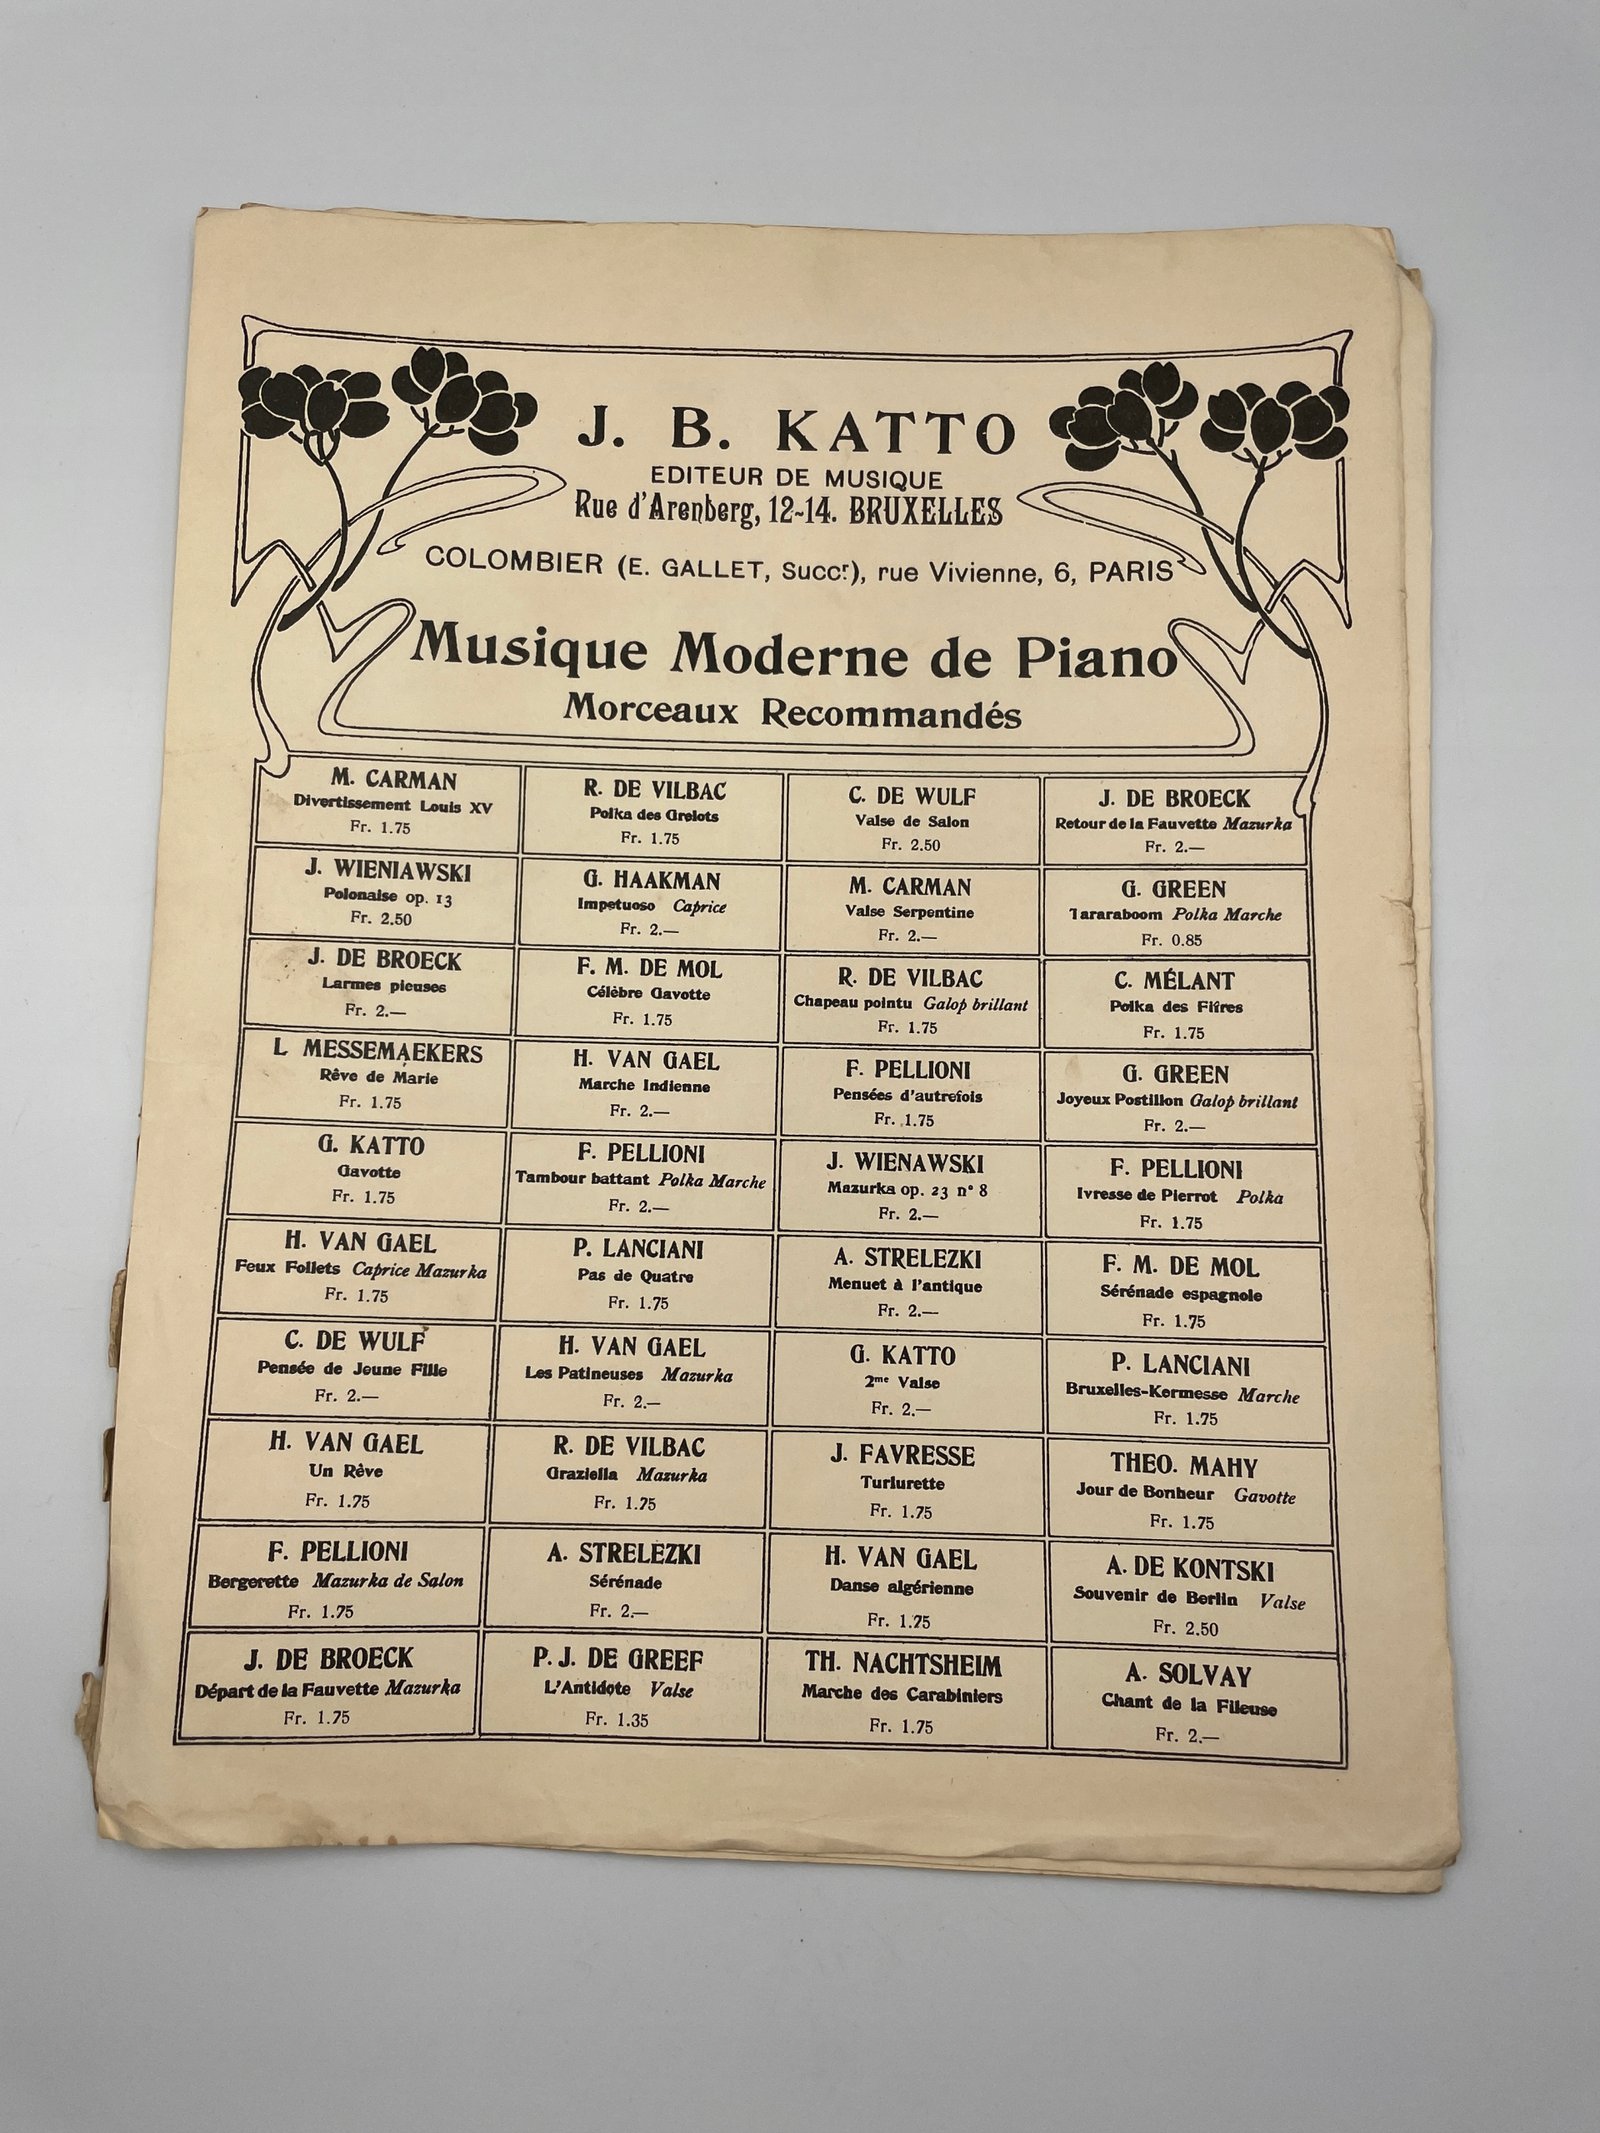 J. B. KATTO
EDITEUR DE MUSIQUE
Rue d'Arenberg, 12-14. BRUXELLES
COLOMBIER (E. GALLET, Succr), rue Vivienne, 6, PARIS
Musique Moderne de Piano
Morceaux Recommandés
M. CARMAN
Divertissement Louis XV
Fr. 1.75
R. DE VILBAC
Polka des Grelots
Fr. 1.75
C. DE WULF
Valse de Salon
Fr. 2.50
J. DE BROECK
Retour de la Fauvette Mazurka
Fr. 2.—
J. WIENIAWSKI
Polonaise op. 13
Fr. 2.50
G. HAAKMAN
Impetuoso Caprice
Fr. 2.—
M. CARMAN
Valse Serpentine
Fr. 2.—
G. GREEN
Tararaboom Polka Marche
Fr. 0.85
J. DE BROECK
Larmes pieuses
Fr. 2.—
F. M. DE MOL
Célèbre Gavotte
Fr. 1.75
R. DE VILBAC
Chapeau pointu Galop brillant
Fr. 1.75
C. MÉLANT
Polka des Fifres
Fr. 1.75
L MESSEMAEKERS
Rêve de Marie
Fr. 1.75
H. VAN GAEL
Marche Indienne
Fr. 2.—
F. PELLIONI
Pensées d'autrefois
Fr. 1.75
G. GREEN
Joyeux Postillon Galop brillant
Fr. 2.—
G. KATTO
Gavotte
Fr. 1.75
F. PELLIONI
Tambour battant Polka Marche
Fr. 2.—
J. WIENAWSKI
Mazurka op. 23 n° 8
Fr. 2.—
F. PELLIONI
Ivresse de Pierrot Polka
Fr. 1.75
H. VAN GAEL
Feux Follets Caprice Mazurka
Fr. 1.75
P. LANCIANI
Pas de Quatre
Fr. 1.75
A. STRELEZKI
Menuet à l'antique
Fr. 2.—
F. M. DE MOL
Sérénade espagnole
Fr. 1.75
C. DE WULF
Pensée de Jeune Fille
Fr. 2.—
H. VAN GAEL
Les Patineuses Mazurka
Fr. 2.—
G. KATTO
2me Valse
Fr. 2.—
P. LANCIANI
Bruxelles-Kermesse Marche
Fr. 1.75
H. VAN GAEL
Un Rêve
Fr. 1.75
R. DE VILBAC
Graziella Mazurka
Fr. 1.75
J. FAVRESSE
Turlurette
Fr. 1.75
THEO. MAHY
Jour de Bonheur Gavotte
Fr. 1.75
F. PELLIONI
Bergerette Mazurka de Salon
Fr. 1.75
A. STRELEZKI
Sérénade
Fr. 2.—
H. VAN GAEL
Danse algérienne
Fr. 1.75
A. DE KONTSKI
Souvenir de Berlin Valse
Fr. 2.50
J. DE BROECK
Départ de la Fauvette Mazurka
Fr. 1.75
P. J. DE GREEF
L'Antidote Valse
Fr. 1.35
TH. NACHTSHEIM
Marche des Carabiniers
Fr. 1.75
A. SOLVAY
Chant de la Fileuse
Fr. 2.—